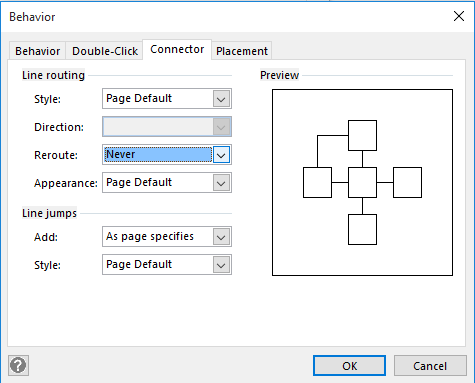 Behavior
Behavior Double-Click Connector Placement
Line routing
Style: Page Default
Direction:
Reroute: Never
Appearance: Page Default
Line jumps
Add: As page specifies
Style: Page Default
Preview
?
OK
Cancel